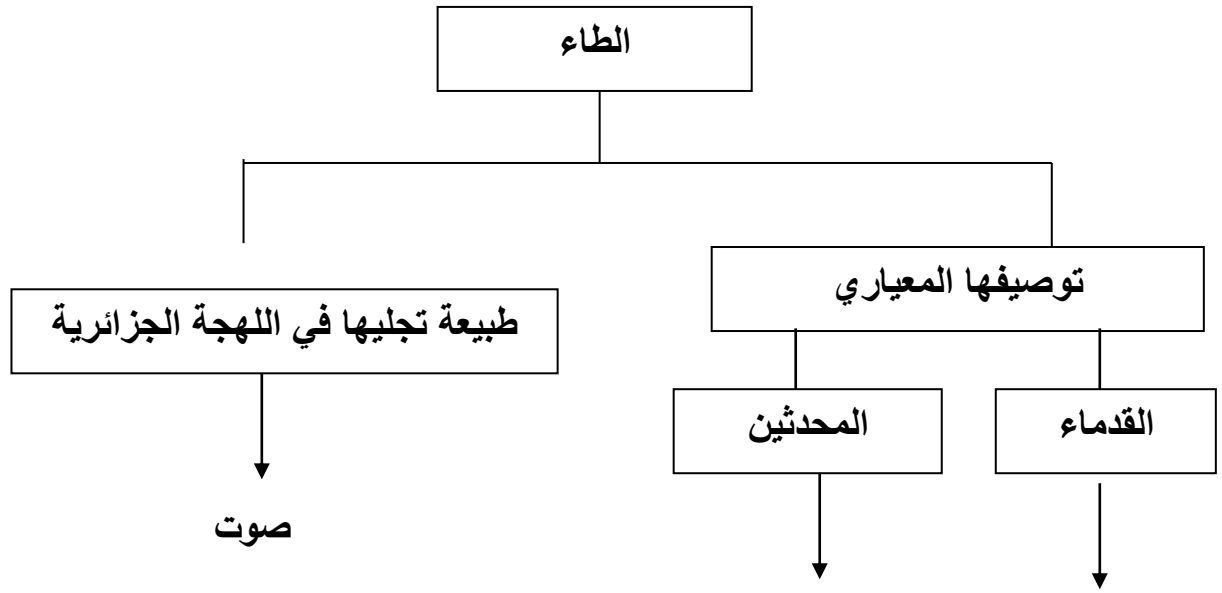 الطاء
توصيفها المعياري
طبيعة تجليها في اللهجة الجزائرية
القدماء
المحدثين
صوت